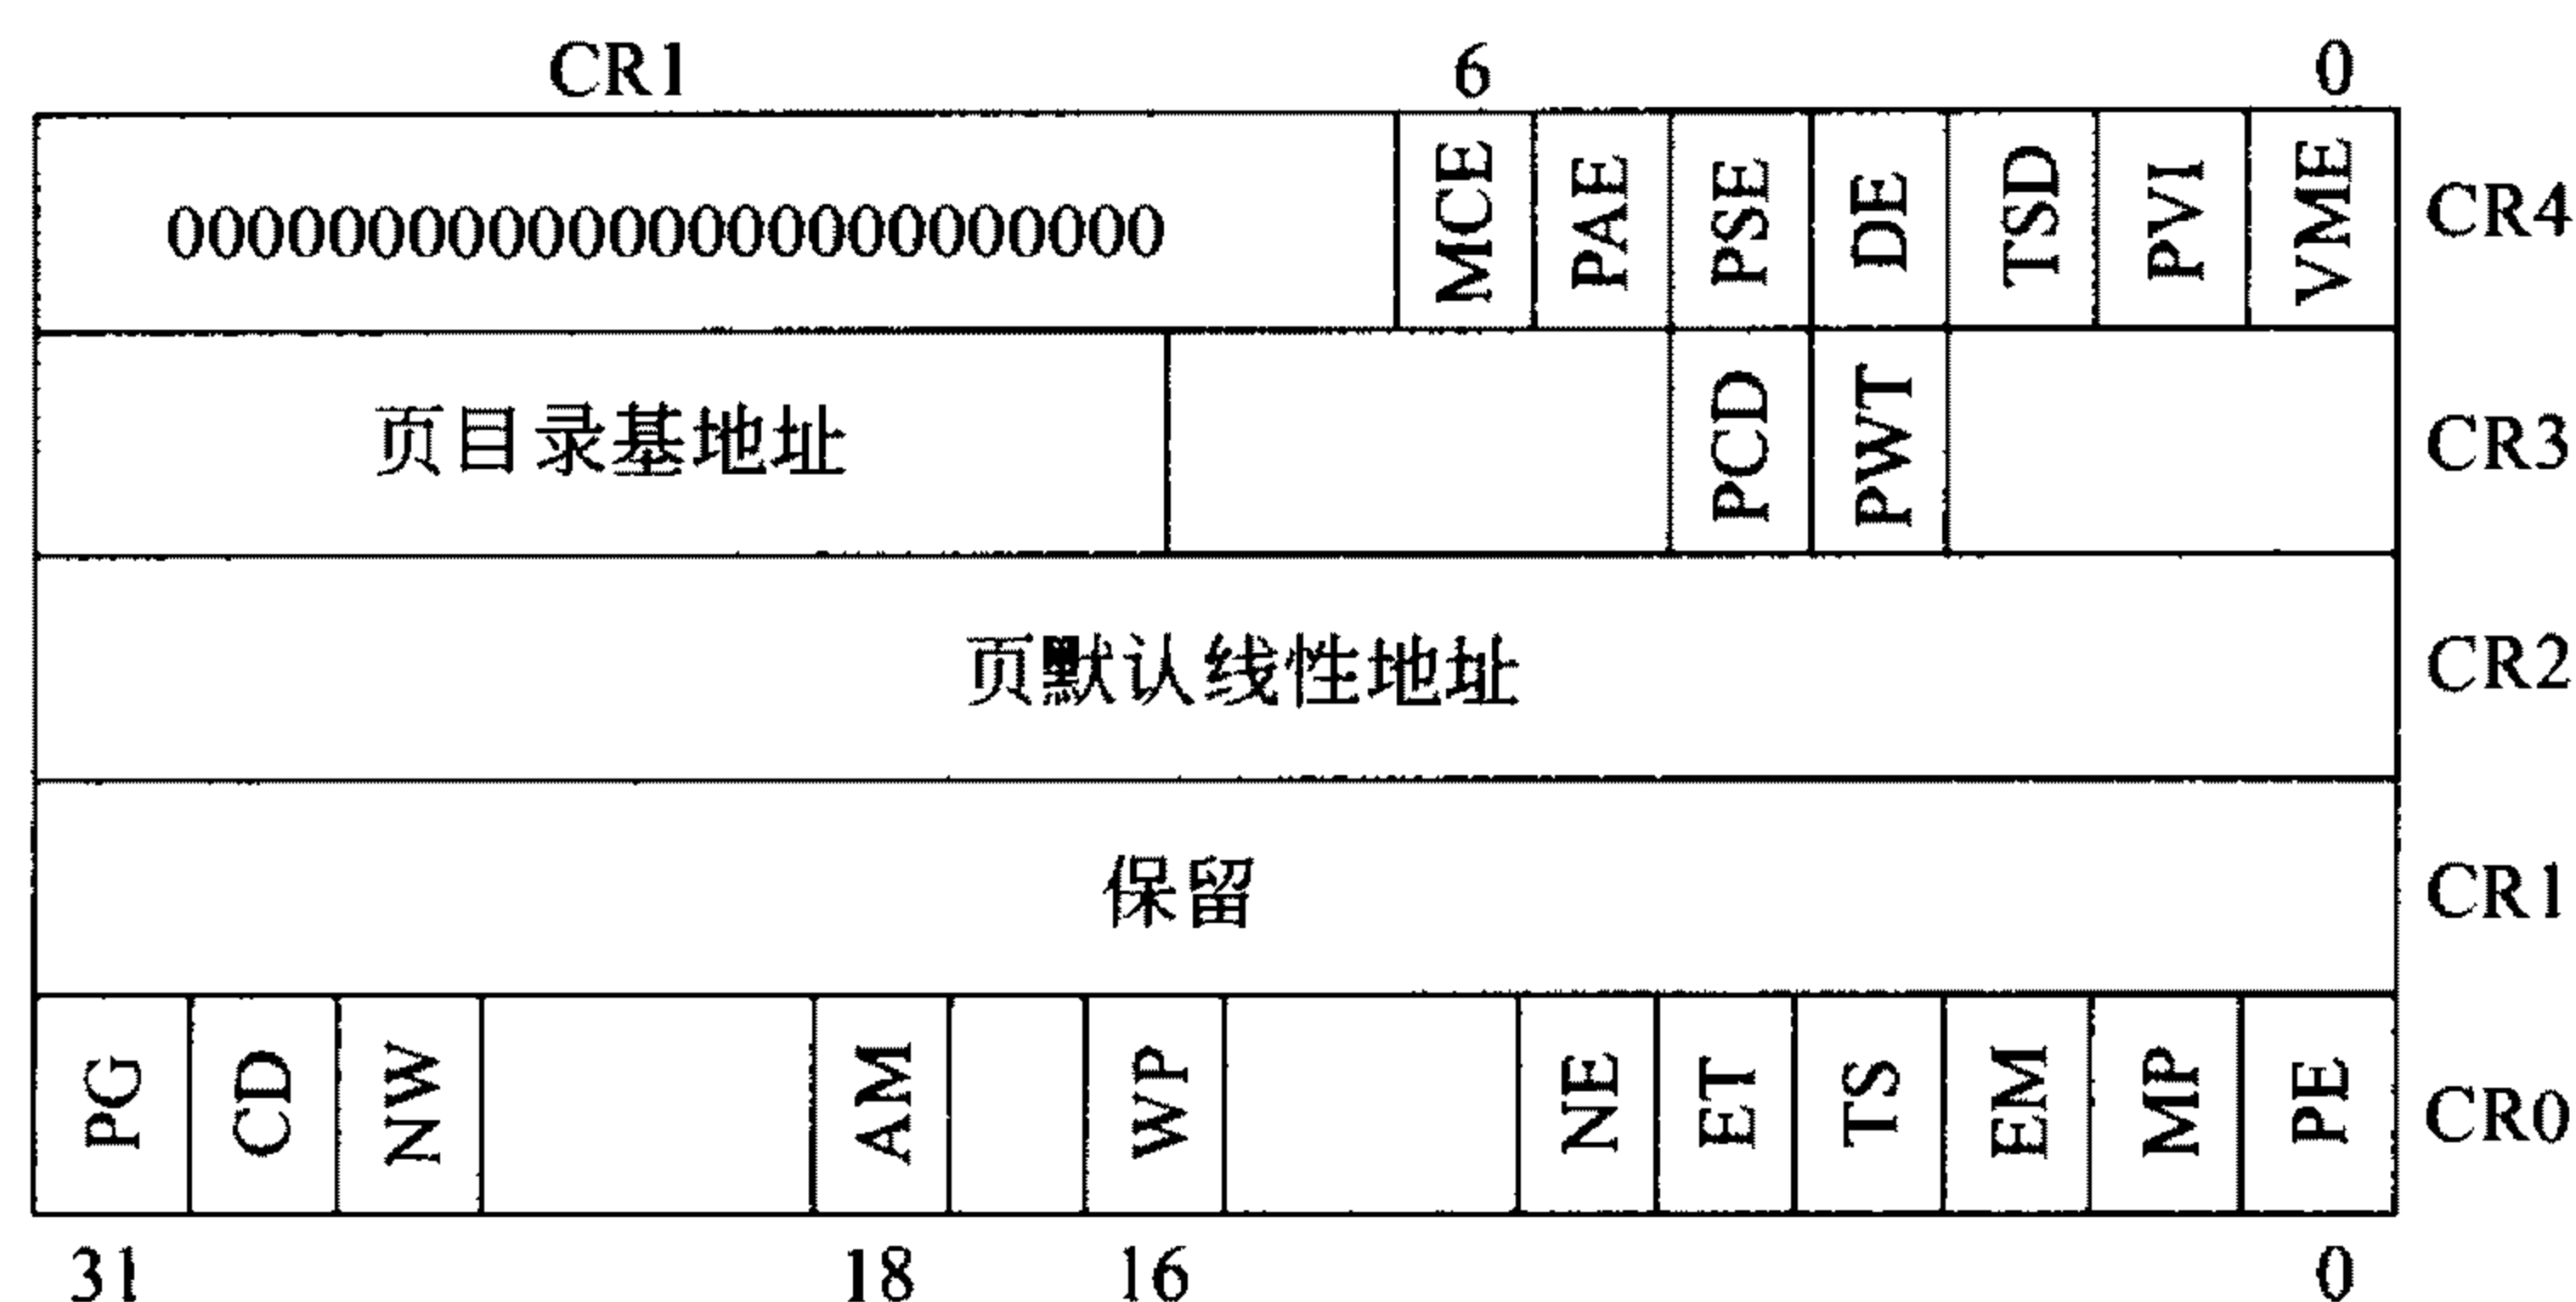 CR1 6 0
0000000000000000000000000 MCE PAE PSE DE TSD PVI VME CR4
页目录基地址 PCD PWT CR3
页默认线性地址 CR2
保留 CR1
PG CD NW AM WP NE ET TS EM MP PE CR0
31 18 16 0